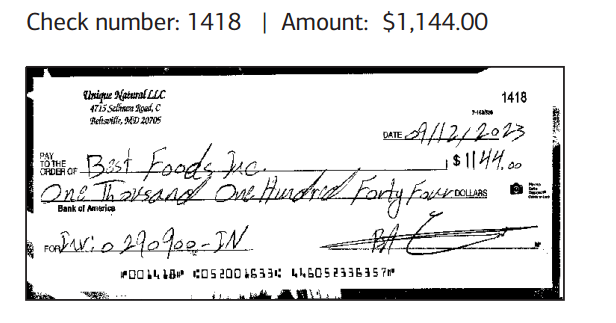 Check number: 1418 | Amount: $1,144.00
Unique Natural LLC
4715 Sellman Road, C
Beltsville, MD 20705
1418
DATE 09/12/2023
PAY
TO THE
ORDER OF Best Foods Inc. $1144.00
One Thousand One Hundred Forty Four DOLLARS
Bank of America
FOR Inv:0290900-IN
⑈001418⑈ ⑆052001633⑆ 446052336357⑈